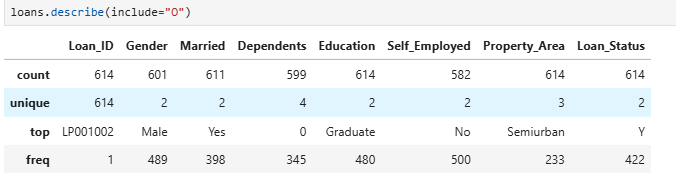 loans.describe(include="O")
Loan_ID Gender Married Dependents Education Self_Employed Property_Area Loan_Status
count 614 601 611 599 614 582 614 614
unique 614 2 2 4 2 2 3 2
top LP001002 Male Yes 0 Graduate No Semiurban Y
freq 1 489 398 345 480 500 233 422